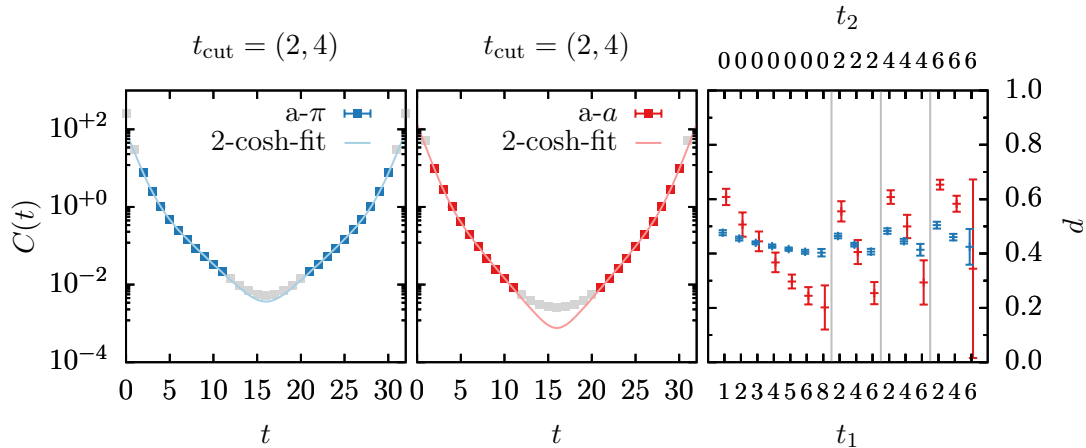 t_cut = (2, 4)
t_cut = (2, 4)
t₂
0 0 0 0 0 0 0 2 2 2 4 4 4 6 6 6
a-π
2-cosh-fit
a-a
2-cosh-fit
C(t)
10⁺²
10⁺⁰
10⁻²
10⁻⁴
1.0
0.8
0.6
0.4
0.2
0.0
d
0 5 10 15 20 25 30
0 5 10 15 20 25 30
1 2 3 4 5 6 8 2 4 6 2 4 6 2 4 6
t
t
t₁